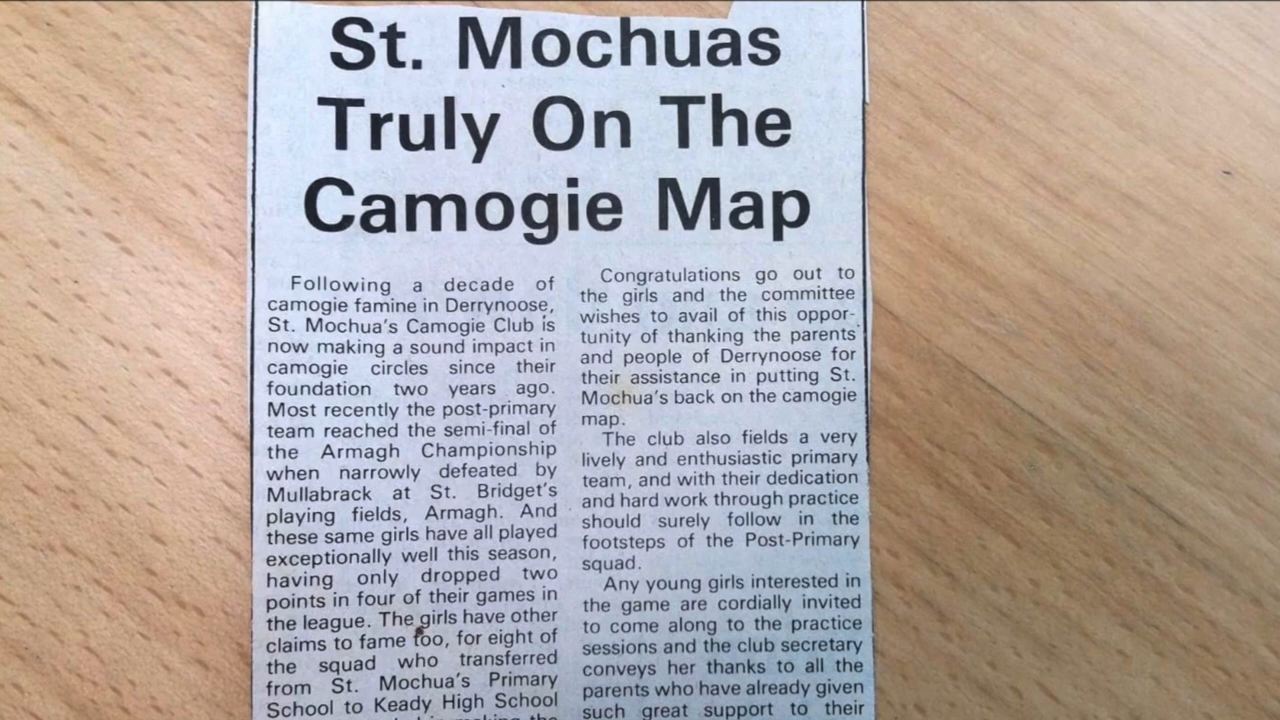 St. Mochuas
Truly On The
Camogie Map
Following a decade of
camogie famine in Derrynoose,
St. Mochua's Camogie Club is
now making a sound impact in
camogie circles since their
foundation two years ago.
Most recently the post-primary
team reached the semi-final of
the Armagh Championship
when narrowly defeated by
Mullabrack at St. Bridget's
playing fields, Armagh. And
these same girls have all played
exceptionally well this season,
having only dropped two
points in four of their games in
the league. The girls have other
claims to fame too, for eight of
the squad who transferred
from St. Mochua's Primary
School to Keady High School
making the
Congratulations go out to
the girls and the committee
wishes to avail of this oppor-
tunity of thanking the parents
and people of Derrynoose for
their assistance in putting St.
Mochua's back on the camogie
map.
The club also fields a very
lively and enthusiastic primary
team, and with their dedication
and hard work through practice
should surely follow in the
footsteps of the Post-Primary
squad.
Any young girls interested in
the game are cordially invited
to come along to the practice
sessions and the club secretary
conveys her thanks to all the
parents who have already given
such great support to their